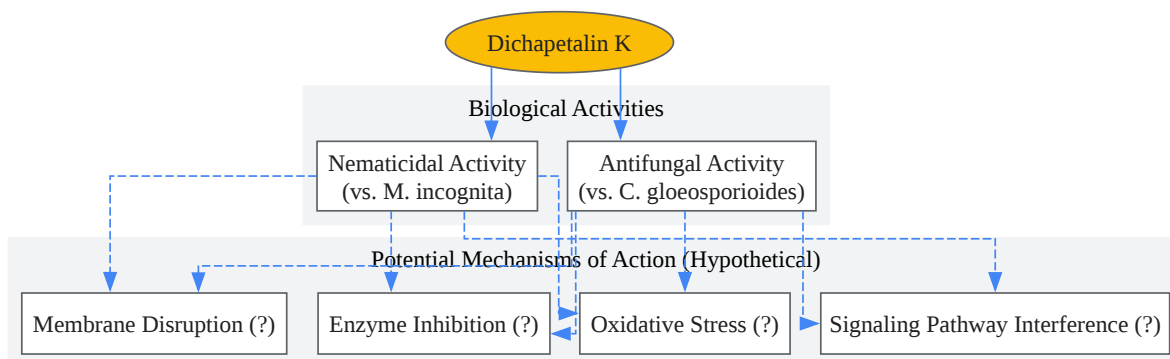 Dichapetalin K
Biological Activities
Nematicidal Activity
(vs. M. incognita)
Antifungal Activity
(vs. C. gloeosporioides)
Potential Mechanisms of Action (Hypothetical)
Membrane Disruption (?)
Enzyme Inhibition (?)
Oxidative Stress (?)
Signaling Pathway Interference (?)